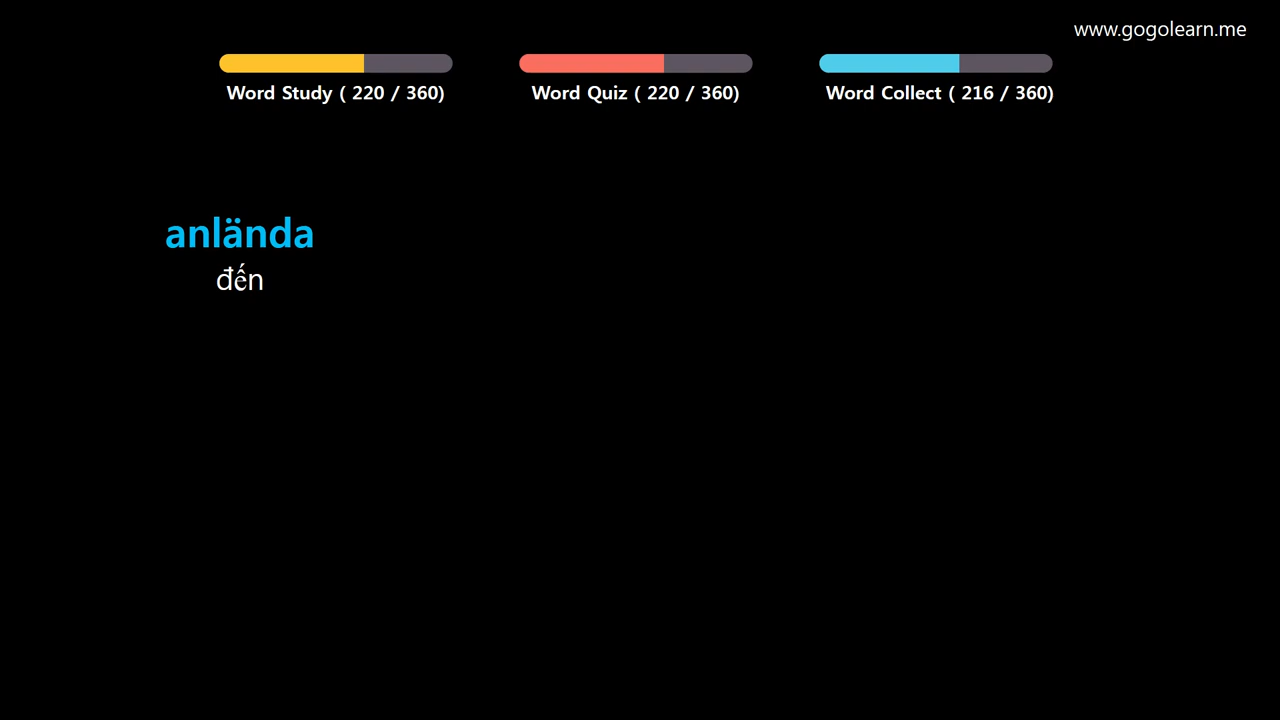 www.gogolearn.me
Word Study ( 220 / 360)
Word Quiz ( 220 / 360)
Word Collect ( 216 / 360)
anlända
đến